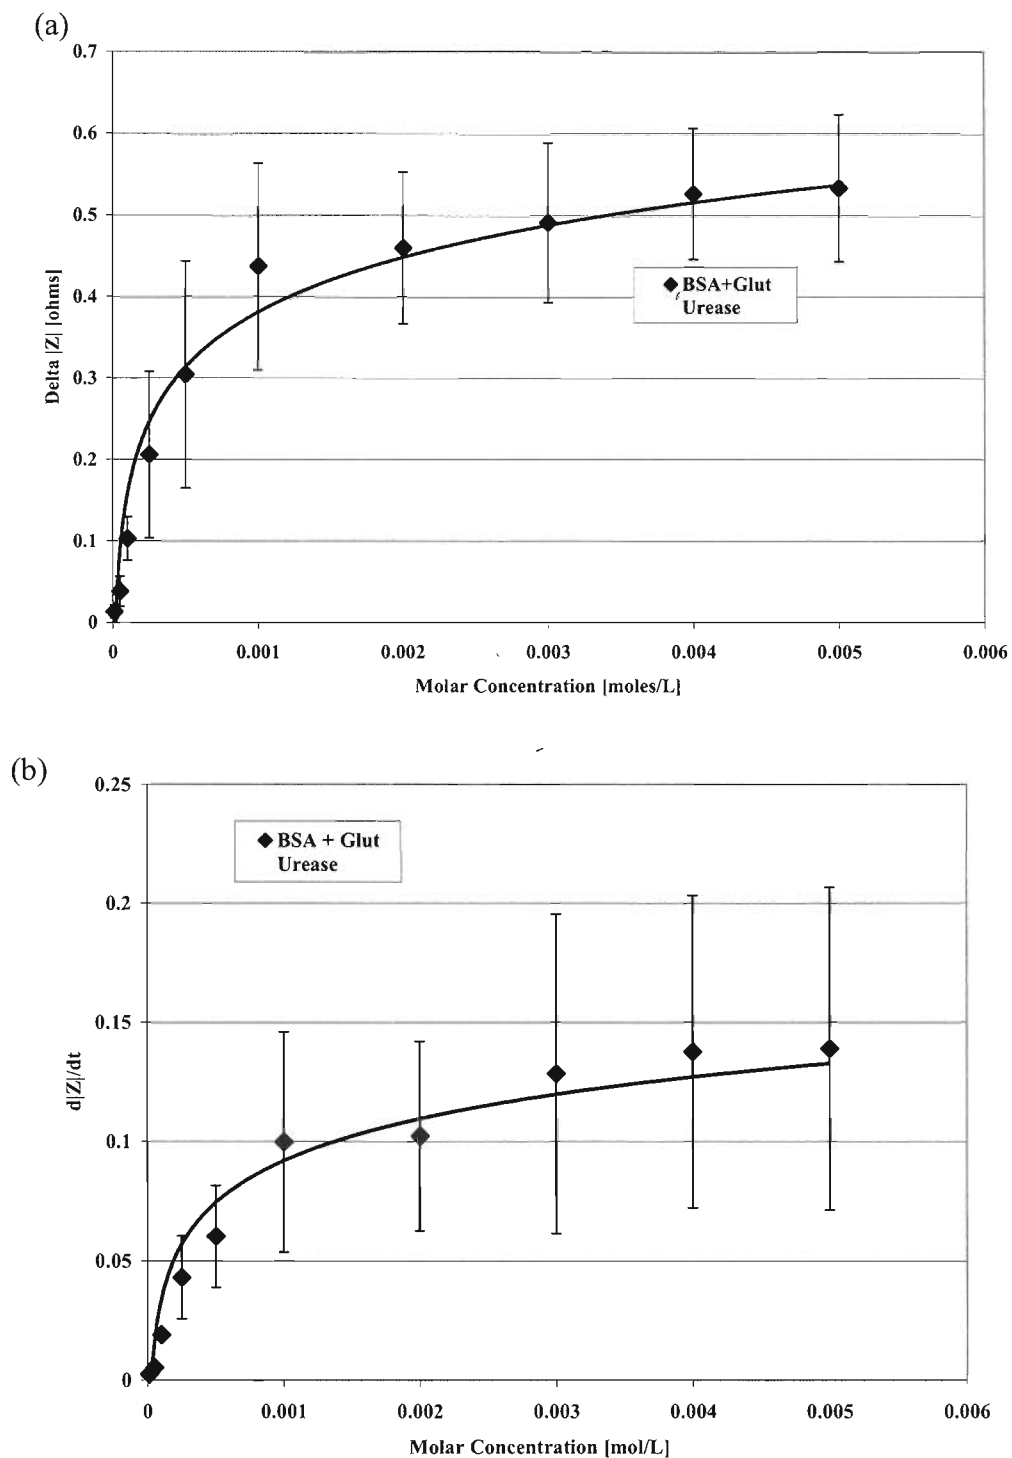 (a)
0.7
0.6
0.5
0.4
0.3
0.2
0.1
0
Delta |Z| [ohms]
BSA+Glut
Urease
0 0.001 0.002 0.003 0.004 0.005 0.006
Molar Concentration [moles/L]
(b)
0.25
0.2
0.15
0.1
0.05
0
d|Z|/dt
BSA + Glut
Urease
0 0.001 0.002 0.003 0.004 0.005 0.006
Molar Concentration [mol/L]